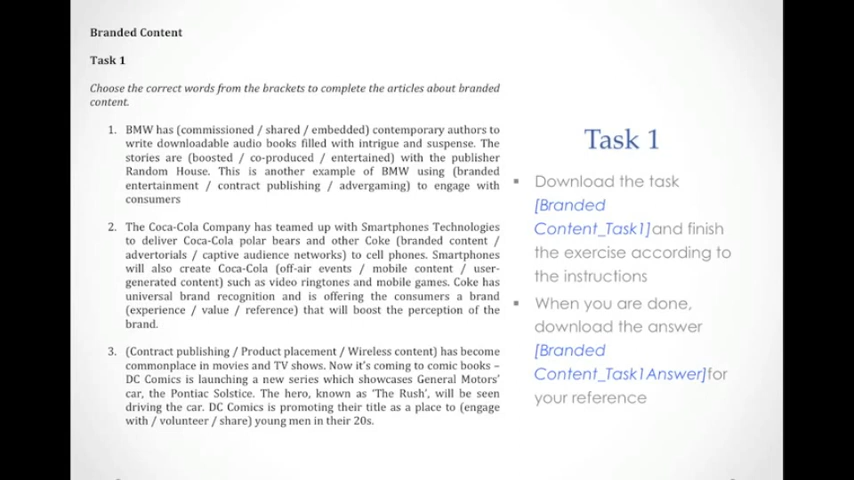 Branded Content
Task 1
Choose the correct words from the brackets to complete the articles about branded
content.
1. BMW has (commissioned / shared / embedded) contemporary authors to
write downloadable audio books filled with intrigue and suspense. The
stories are (boosted / co-produced / entertained) with the publisher
Random House. This is another example of BMW using (branded
entertainment / contract publishing / advergaming) to engage with
consumers
2. The Coca-Cola Company has teamed up with Smartphones Technologies
to deliver Coca-Cola polar bears and other Coke (branded content /
advertorials / captive audience networks) to cell phones. Smartphones
will also create Coca-Cola (off-air events / mobile content / user-
generated content) such as video ringtones and mobile games. Coke has
universal brand recognition and is offering the consumers a brand
(experience / value / reference) that will boost the perception of the
brand.
3. (Contract publishing / Product placement / Wireless content) has become
commonplace in movies and TV shows. Now it's coming to comic books –
DC Comics is launching a new series which showcases General Motors'
car, the Pontiac Solstice. The hero, known as 'The Rush', will be seen
driving the car. DC Comics is promoting their title as a place to (engage
with / volunteer / share) young men in their 20s.
Task 1
▪ Download the task
[Branded
Content_Task1]and finish
the exercise according to
the instructions
▪ When you are done,
download the answer
[Branded
Content_Task1Answer]for
your reference